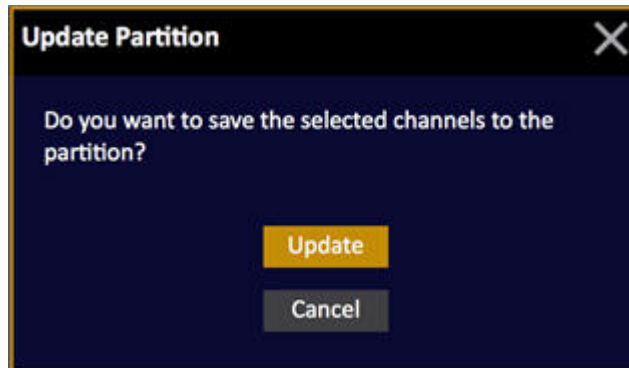 Update Partition
Do you want to save the selected channels to the
partition?
Update
Cancel